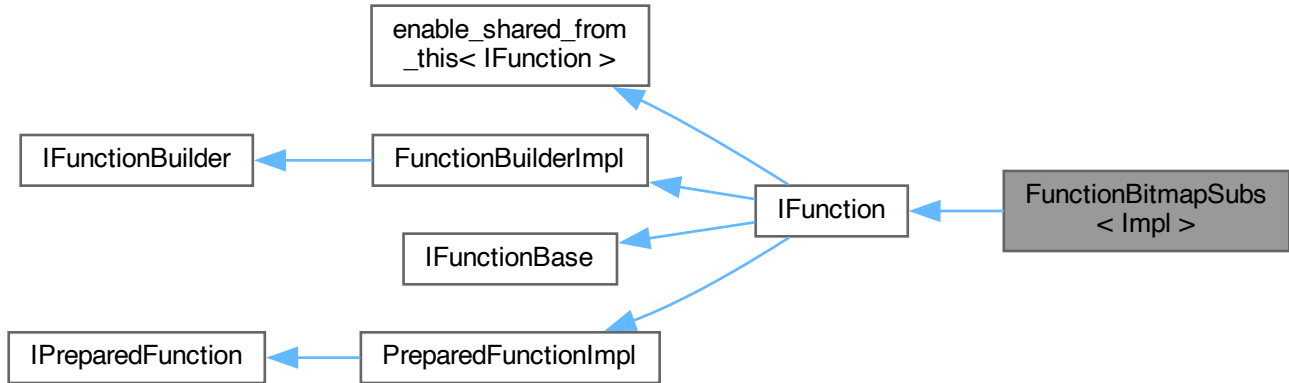 enable_shared_from
_this< IFunction >
IFunctionBuilder
FunctionBuilderImpl
IFunction
FunctionBitmapSubs
< Impl >
IFunctionBase
IPreparedFunction
PreparedFunctionImpl